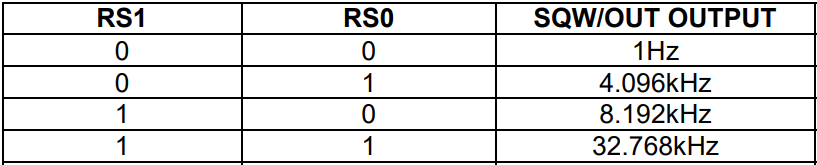 RS1 RS0 SQW/OUT OUTPUT
0 0 1Hz
0 1 4.096kHz
1 0 8.192kHz
1 1 32.768kHz